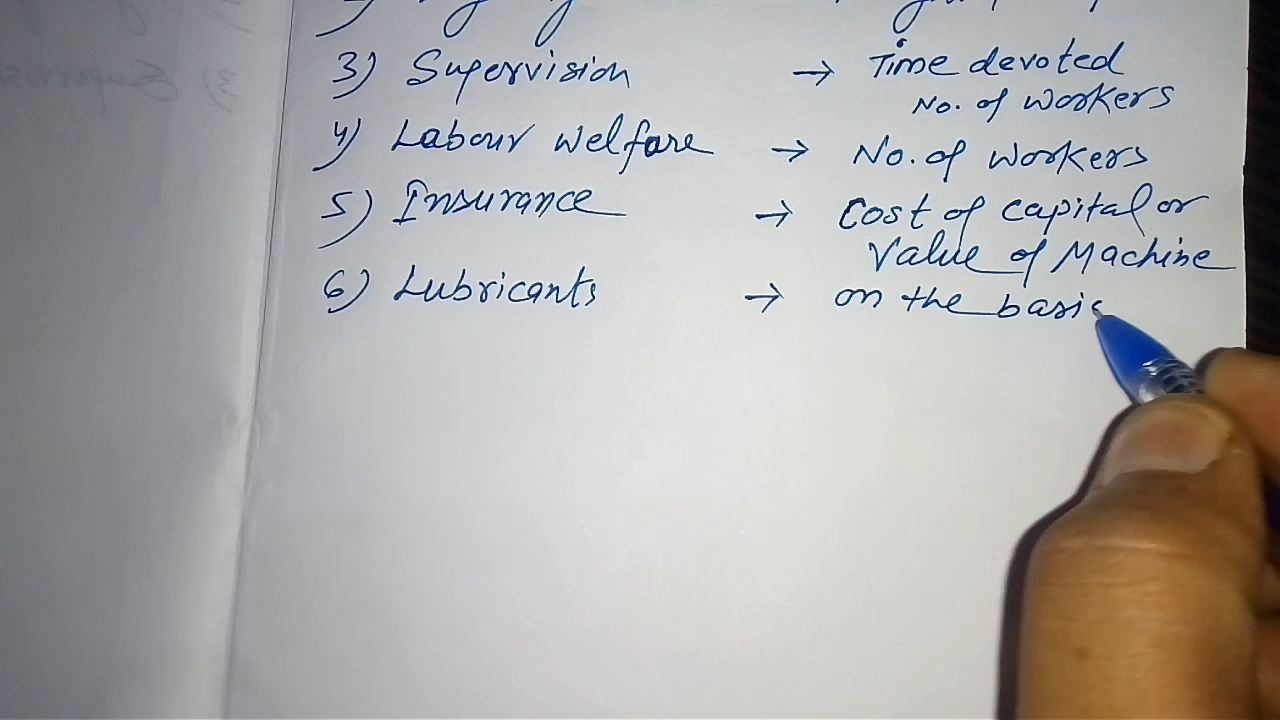 3) Supervision → Time devoted
No. of workers
4) Labour welfare → No. of workers
5) Insurance → Cost of capital or
Value of Machine
6) Lubricants → on the basis